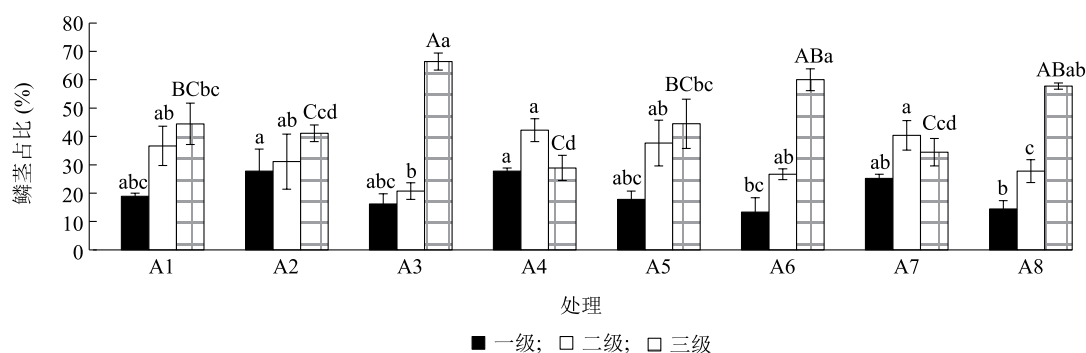 鳞茎占比 (%)
80
70
60
50
40
30
20
10
0
abc ab BCbc
a ab Ccd
abc b Aa
a a Cd
abc ab BCbc
bc ab ABa
ab a Ccd
b c ABab
A1 A2 A3 A4 A5 A6 A7 A8
处理
一级; 二级; 三级